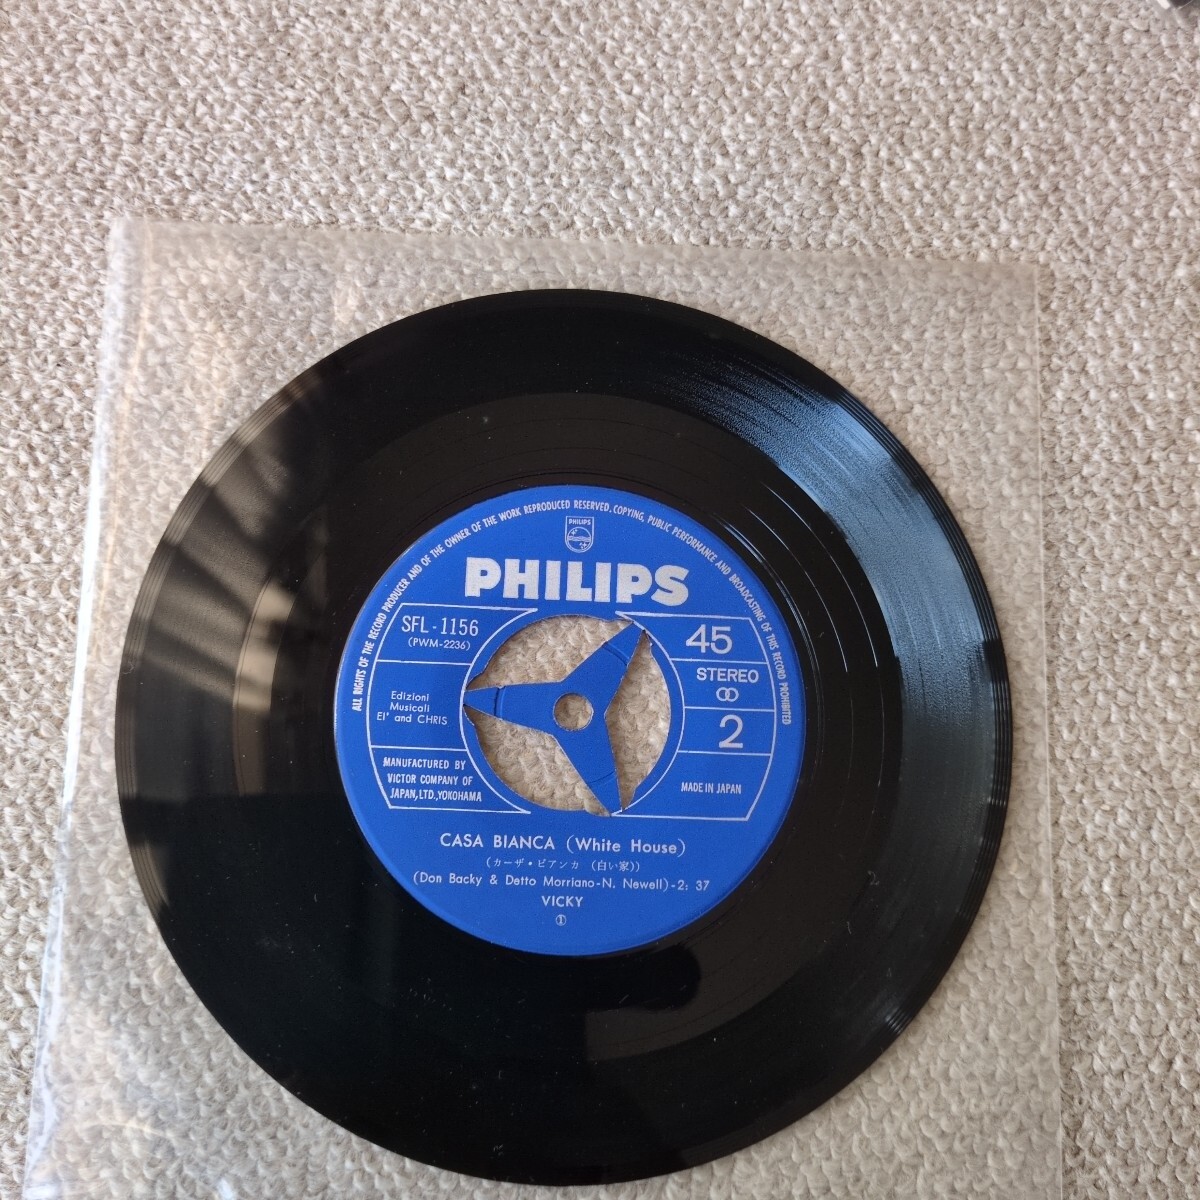 ALL RIGHTS OF THE RECORD PRODUCER AND OF THE OWNER OF THE WORK REPRODUCED RESERVED. COPYING, PUBLIC PERFORMANCE AND BROADCASTING OF THIS RECORD PROHIBITED
PHILIPS
PHILIPS
SFL-1156
(PWM-2236)
45
STEREO
2
Edizioni
Musicali
El' and CHRIS
MANUFACTURED BY
VICTOR COMPANY OF
JAPAN, LTD., YOKOHAMA
MADE IN JAPAN
CASA BIANCA (White House)
(カーザ・ビアンカ (白い家))
(Don Backy & Detto Morriano-N. Newell)-2: 37
VICKY
①